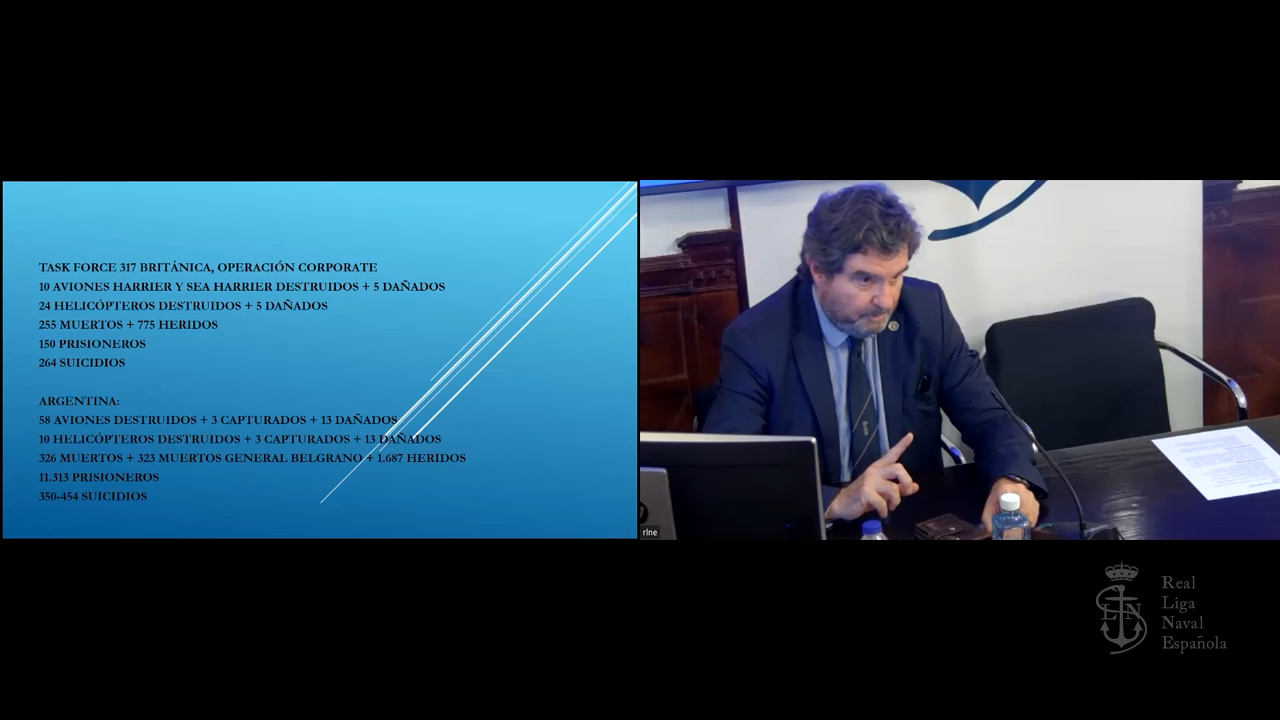 TASK FORCE 317 BRITÁNICA, OPERACIÓN CORPORATE
10 AVIONES HARRIER Y SEA HARRIER DESTRUIDOS + 5 DAÑADOS
24 HELICÓPTEROS DESTRUIDOS + 5 DAÑADOS
255 MUERTOS + 775 HERIDOS
150 PRISIONEROS
264 SUICIDIOS
ARGENTINA:
58 AVIONES DESTRUIDOS + 3 CAPTURADOS + 13 DAÑADOS
10 HELICÓPTEROS DESTRUIDOS + 3 CAPTURADOS + 13 DAÑADOS
326 MUERTOS + 323 MUERTOS GENERAL BELGRANO + 1.687 HERIDOS
11.313 PRISIONEROS
350-454 SUICIDIOS
rlne
LN
Real
Liga
Naval
Española